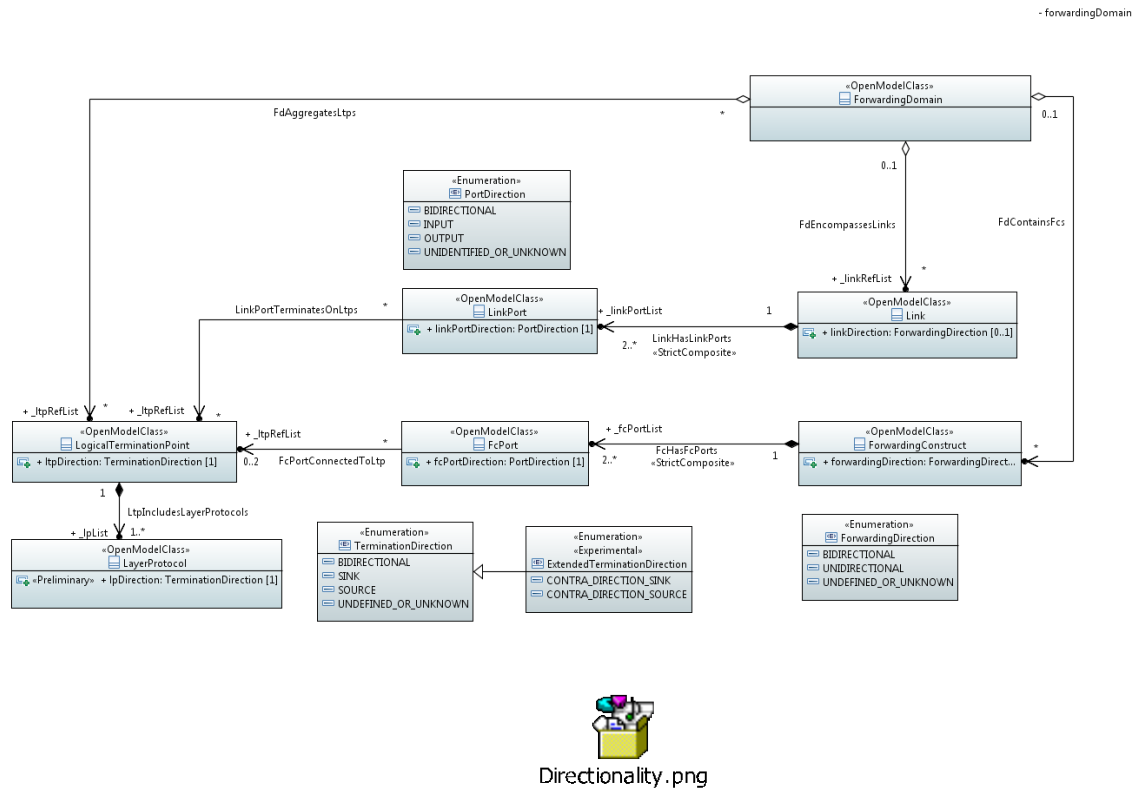 - forwardingDomain
«OpenModelClass»
ForwardingDomain
FdAggregatesLtps
*
0..1
0..1
«Enumeration»
PortDirection
BIDIRECTIONAL
INPUT
OUTPUT
UNIDENTIFIED_OR_UNKNOWN
FdEncompassesLinks
FdContainsFcs
+ _linkRefList
*
LinkPortTerminatesOnLtps
*
«OpenModelClass»
LinkPort
+ linkPortDirection: PortDirection [1]
+ _linkPortList
1
2..*
LinkHasLinkPorts
«StrictComposite»
«OpenModelClass»
Link
+ linkDirection: ForwardingDirection [0..1]
+ _ltpRefList
*
+ _ltpRefList
*
«OpenModelClass»
LogicalTerminationPoint
+ ltpDirection: TerminationDirection [1]
+ _ltpRefList
*
0..2
FcPortConnectedToLtp
«OpenModelClass»
FcPort
+ fcPortDirection: PortDirection [1]
+ _fcPortList
2..*
FcHasFcPorts
«StrictComposite»
1
«OpenModelClass»
ForwardingConstruct
+ forwardingDirection: ForwardingDirect...
*
1
LtpIncludesLayerProtocols
+ _lpList
1..*
«OpenModelClass»
LayerProtocol
«Preliminary» + lpDirection: TerminationDirection [1]
«Enumeration»
TerminationDirection
BIDIRECTIONAL
SINK
SOURCE
UNDEFINED_OR_UNKNOWN
«Enumeration»
«Experimental»
ExtendedTerminationDirection
CONTRA_DIRECTION_SINK
CONTRA_DIRECTION_SOURCE
«Enumeration»
ForwardingDirection
BIDIRECTIONAL
UNIDIRECTIONAL
UNDEFINED_OR_UNKNOWN
Directionality.png